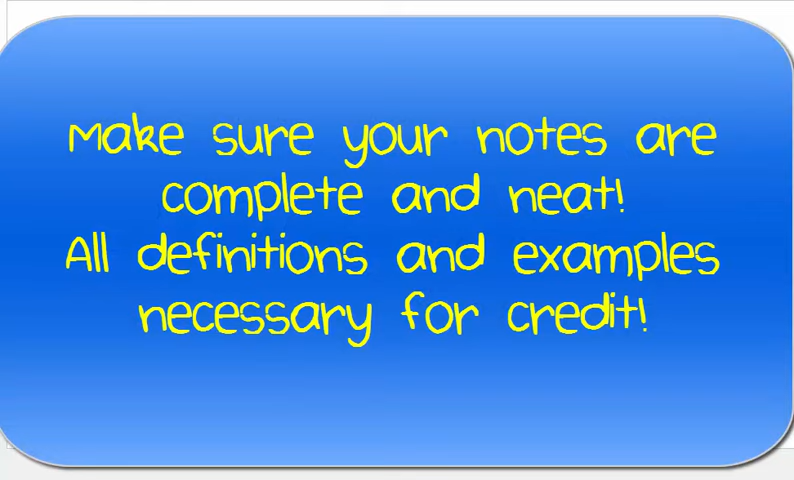 Make sure your notes are
complete and neat!
All definitions and examples
necessary for credit!